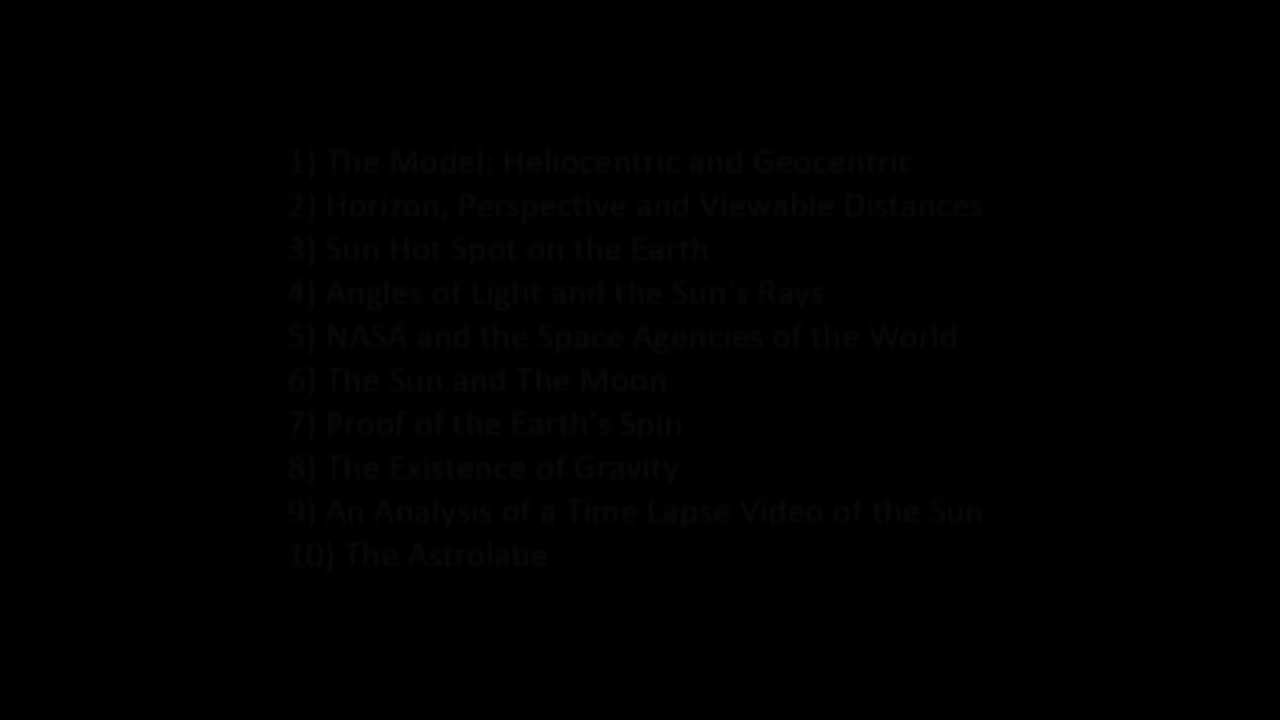 1) The Model: Heliocentric and Geocentric
2) Horizon, Perspective and Viewable Distances
3) Sun Hot Spot on the Earth
4) Angles of Light and the Sun's Rays
5) NASA and the Space Agencies of the World
6) The Sun and The Moon
7) Proof of the Earth's Spin
8) The Existence of Gravity
9) An Analysis of a Time Lapse Video of the Sun
10) The Astrolabe